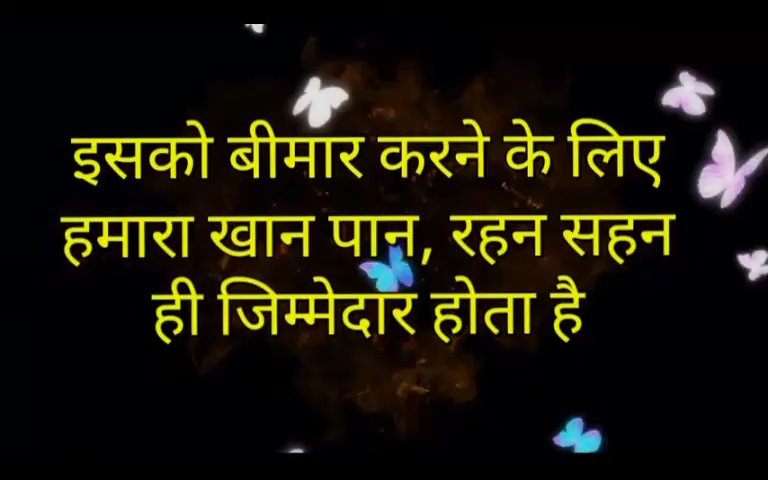 इसको बीमार करने के लिए
हमारा खान पान, रहन सहन
ही जिम्मेदार होता है